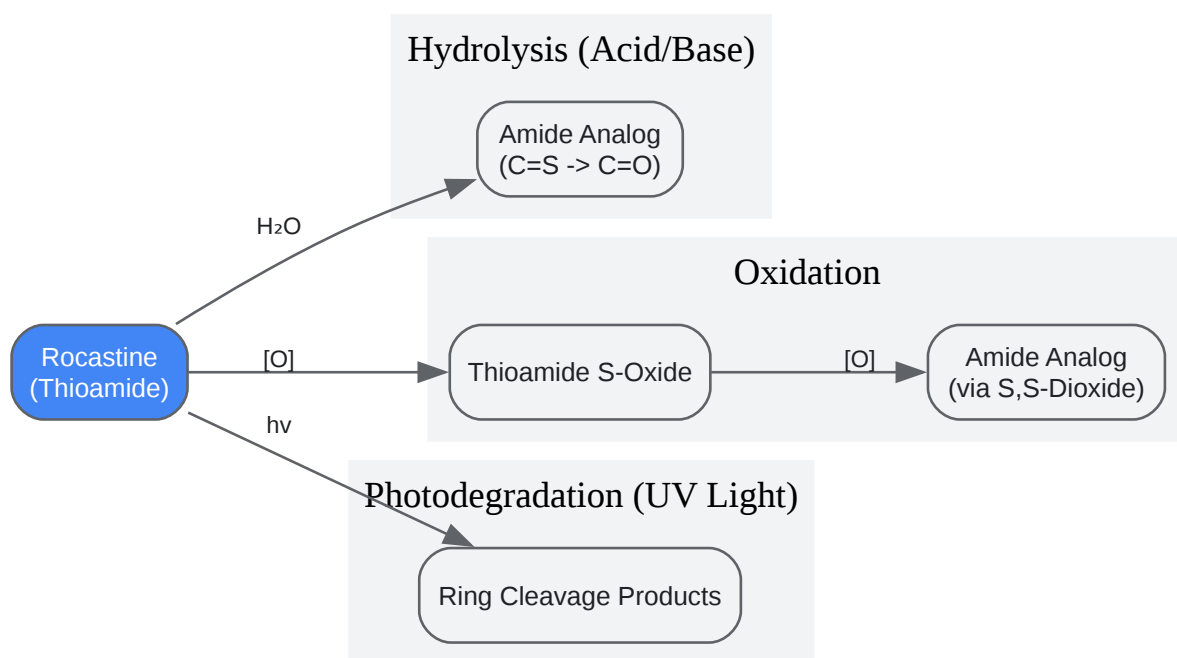 Hydrolysis (Acid/Base)
Amide Analog
(C=S -> C=O)
H₂O
Oxidation
Rocastine
(Thioamide)
[O]
Thioamide S-Oxide
[O]
Amide Analog
(via S,S-Dioxide)
hν
Photodegradation (UV Light)
Ring Cleavage Products